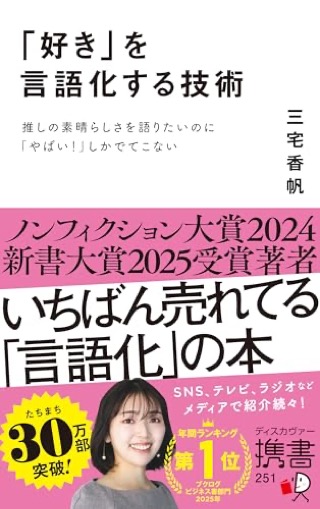 「好き」を
言語化する技術
推しの素晴らしさを語りたいのに
「やばい!」しかでてこない
三宅香帆
ノンフィクション大賞2024
新書大賞2025受賞著者
いちばん売れてる
「言語化」の本
SNS、テレビ、ラジオなど
メディアで紹介続々!
たちまち
30万部
突破!
年間ランキング
第1位
ブクログ
ビジネス書部門
2025年
ディスカヴァー
携書
251